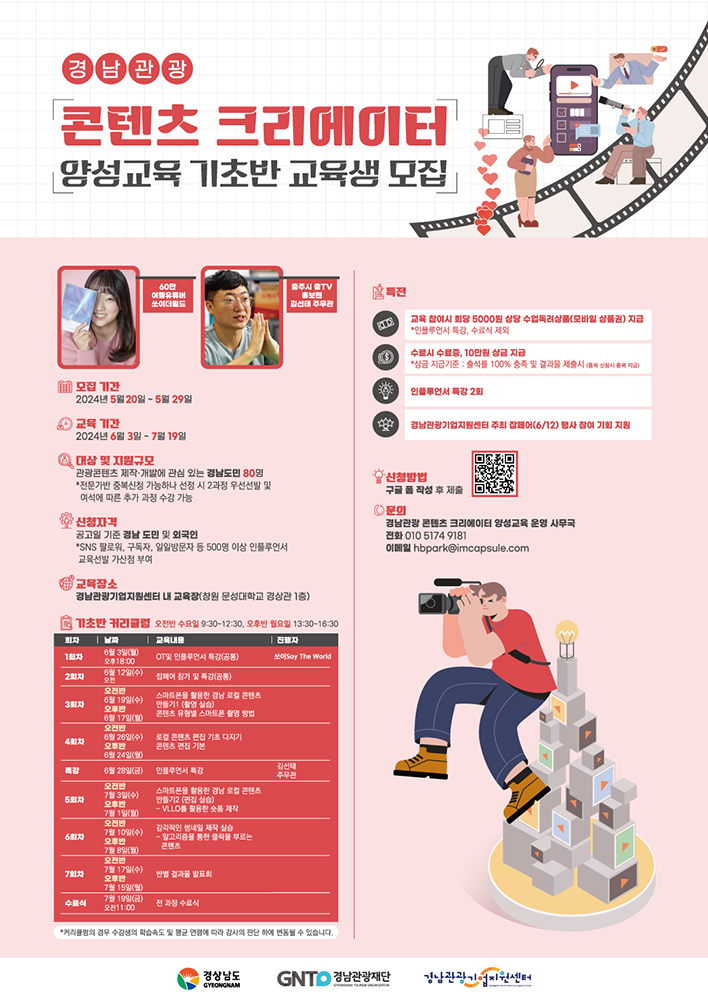 경남관광
콘텐츠 크리에이터
양성교육 기초반 교육생 모집
60만
여행유튜버
쏘이더월드
충주시 충TV
홍보맨
김선태 주무관
모집 기간
2024년 5월 20일 ~ 5월 29일
교육 기간
2024년 6월 3일 ~ 7월 19일
대상 및 지원규모
관광콘텐츠 제작·개발에 관심 있는 경남도민 80명
*전문가반 중복신청 가능하나 선정 시 2과정 우선선발 및
여석에 따른 추가 과정 수강 가능
신청자격
공고일 기준 경남 도민 및 외국인
*SNS 팔로워, 구독자, 일일방문자 등 500명 이상 인플루언서
교육선발 가산점 부여
교육장소
경남관광기업지원센터 내 교육장(창원 문성대학교 경상관 1층)
기초반 커리큘럼 오전반 수요일 9:30~12:30, 오후반 월요일 13:30~16:30
회차 날짜 교육내용 진행자
1회차 6월 3일(월) 오후18:00 OT및 인플루언서 특강(공통) 쏘이Say The World
2회차 6월 12일(수) 오전 잡페어 참가 및 특강(공통)
3회차 오전반 6월 19일(수) 오후반 6월 17일(월) 스마트폰을 활용한 경남 로컬 콘텐츠 만들기1 (촬영 실습) 콘텐츠 유형별 스마트폰 촬영 방법
4회차 오전반 6월 26일(수) 오후반 6월 24일(월) 로컬 콘텐츠 편집 기초 다지기 콘텐츠 편집 기본
특강 6월 28일(금) 인플루언서 특강 김선태 주무관
5회차 오전반 7월 3일(수) 오후반 7월 1일(월) 스마트폰을 활용한 경남 로컬 콘텐츠 만들기2 (편집 실습) - VLLO를 활용한 숏폼 제작
6회차 오전반 7월 10일(수) 오후반 7월 8일(월) 감각적인 썸네일 제작 실습 - 알고리즘을 통한 클릭을 부르는 콘텐츠
7회차 오전반 7월 17일(수) 오후반 7월 15일(월) 반별 결과물 발표회
수료식 7월 19일(금) 오전11:00 전 과정 수료식
*커리큘럼의 경우 수강생의 학습속도 및 평균 연령에 따라 강사의 판단 하에 변동될 수 있습니다.
특전
교육 참여시 회당 5000원 상당 수업독려상품(모바일 상품권) 지급
*인플루언서 특강, 수료식 제외
수료시 수료증, 10만원 상금 지급
*상금 지급기준 : 출석률 100% 충족 및 결과물 제출시 (중복 신청시 중복 지급)
인플루언서 특강 2회
경남관광기업지원센터 주최 잡페어(6/12) 행사 참여 기회 지원
신청방법
구글 폼 작성 후 제출
문의
경남관광 콘텐츠 크리에이터 양성교육 운영 사무국
전화 010 5174 9181
이메일 hbpark@imcapsule.com
경상남도
GYEONGNAM
GNTO 경남관광재단
GYEONGNAM TOURISM ORGANIZATION
경남관광기업지원센터